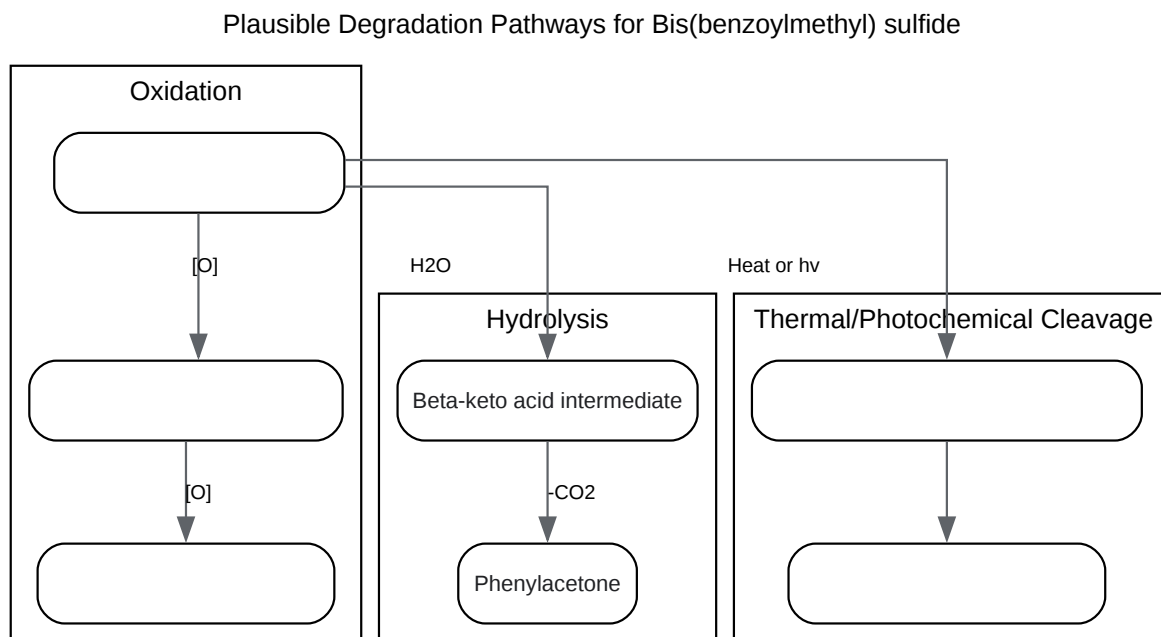 Plausible Degradation Pathways for Bis(benzoylmethyl) sulfide
Oxidation
[O]
H2O
Heat or hv
Hydrolysis
Thermal/Photochemical Cleavage
Beta-keto acid intermediate
[O]
-CO2
Phenylacetone